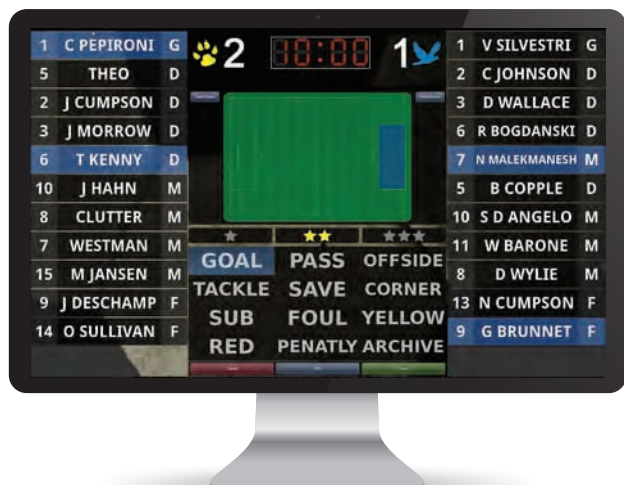 1 C PEPIRONI G
5 THEO D
2 J CUMPSON D
3 J MORROW D
6 T KENNY D
10 J HAHN M
8 CLUTTER M
7 WESTMAN M
15 M JANSEN M
9 J DESCHAMP F
14 O SULLIVAN F
2 18:00 1
GOAL PASS OFFSIDE
TACKLE SAVE CORNER
SUB FOUL YELLOW
RED PENATLY ARCHIVE
1 V SILVESTRI G
2 C JOHNSON D
3 D WALLACE D
6 R BOGDANSKI D
7 N MALEKMANESH M
5 B COPPLE D
10 S D ANGELO M
11 W BARONE M
8 D WYLIE M
13 N CUMPSON F
9 G BRUNNET F